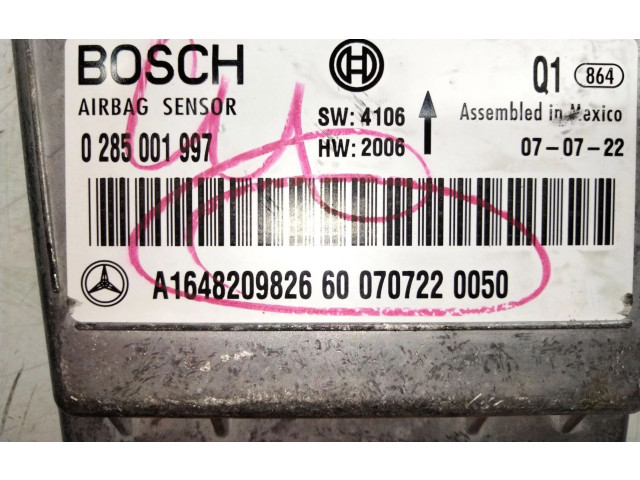 BOSCH
Q1 864
AIRBAG SENSOR
SW: 4106
Assembled in Mexico
0 285 001 997
HW: 2006
07-07-22
A1648209826 60 070722 0050